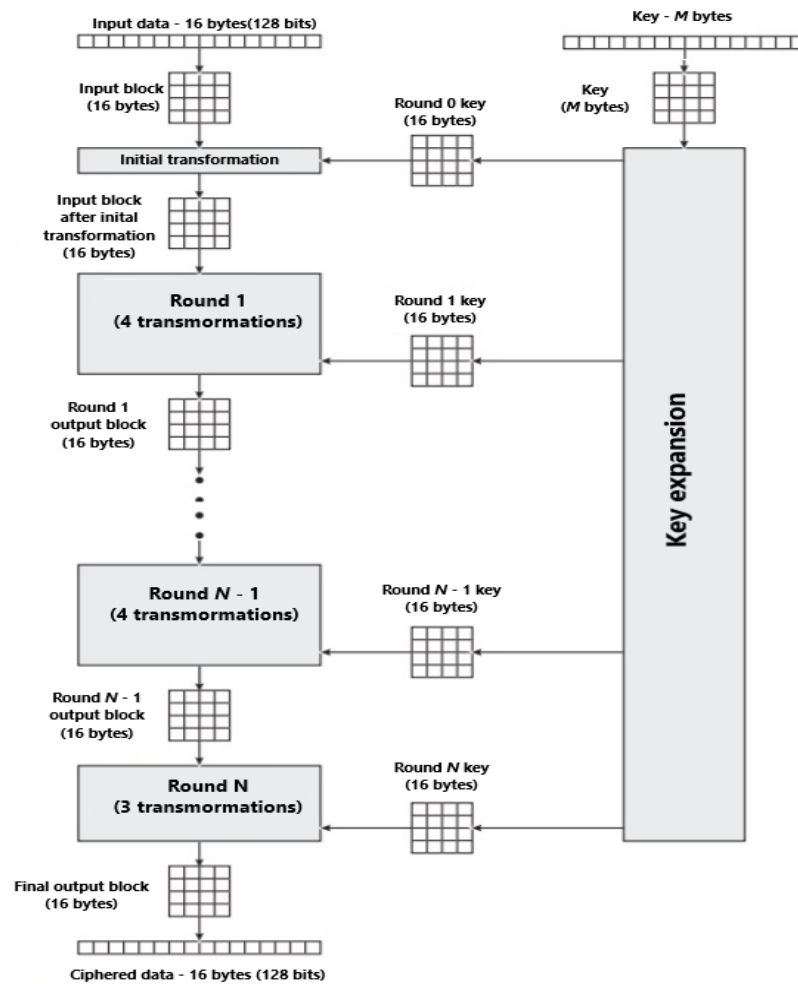 Input data - 16 bytes(128 bits)
Key - M bytes
Input block
(16 bytes)
Key
(M bytes)
Round 0 key
(16 bytes)
Initial transformation
Input block
after inital
transformation
(16 bytes)
Round 1
(4 transmormations)
Round 1 key
(16 bytes)
Round 1
output block
(16 bytes)
Key expansion
Round N - 1
(4 transmormations)
Round N - 1 key
(16 bytes)
Round N - 1
output block
(16 bytes)
Round N
(3 transmormations)
Round N key
(16 bytes)
Final output block
(16 bytes)
Ciphered data - 16 bytes (128 bits)